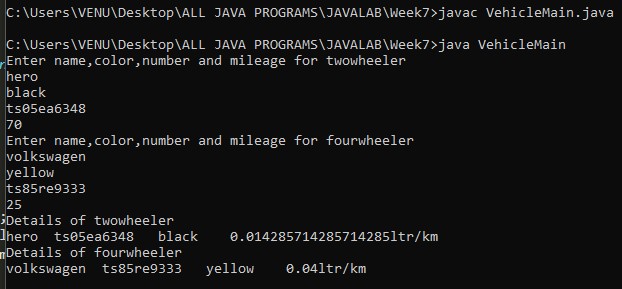 C:\Users\VENU\Desktop\ALL JAVA PROGRAMS\JAVALAB\Week7>javac VehicleMain.java
C:\Users\VENU\Desktop\ALL JAVA PROGRAMS\JAVALAB\Week7>java VehicleMain
Enter name,color,number and mileage for twowheeler
hero
black
ts05ea6348
70
Enter name,color,number and mileage for fourwheeler
volkswagen
yellow
ts85re9333
25
Details of twowheeler
hero  ts05ea6348   black    0.014285714285714285ltr/km
Details of fourwheeler
volkswagen  ts85re9333   yellow    0.04ltr/km